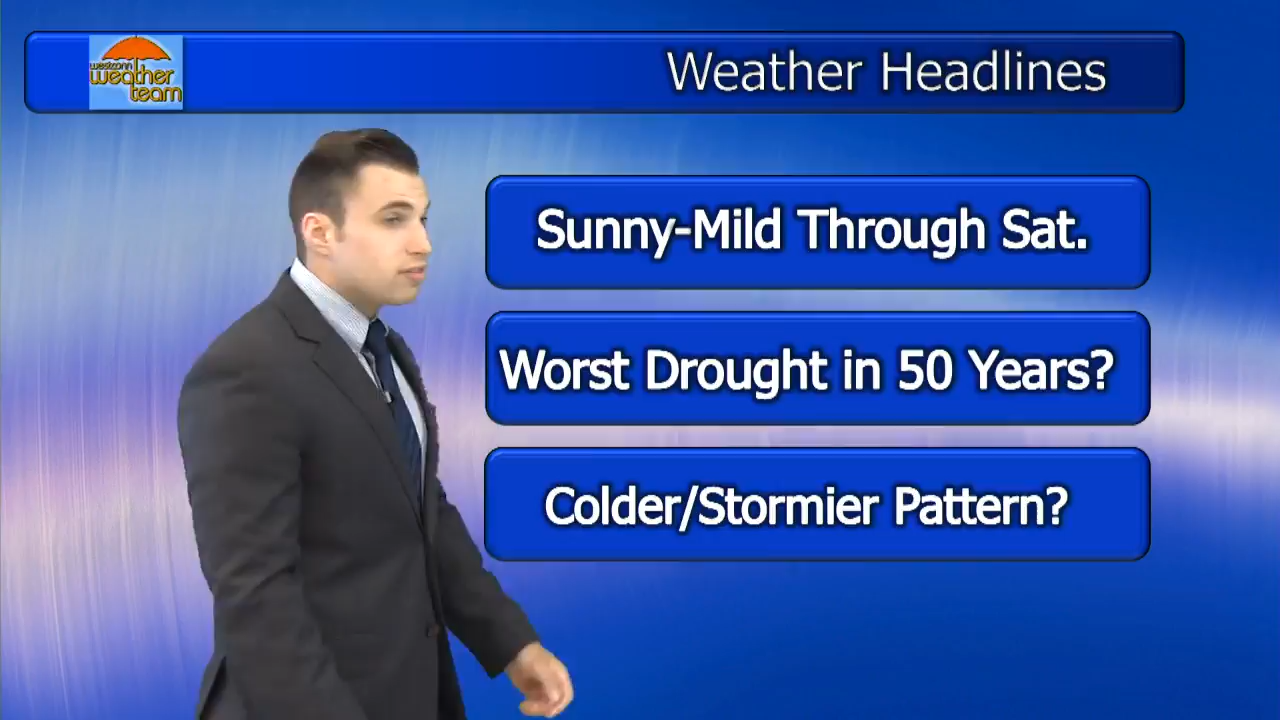 westconn
weather
team
Weather Headlines
Sunny-Mild Through Sat.
Worst Drought in 50 Years?
Colder/Stormier Pattern?